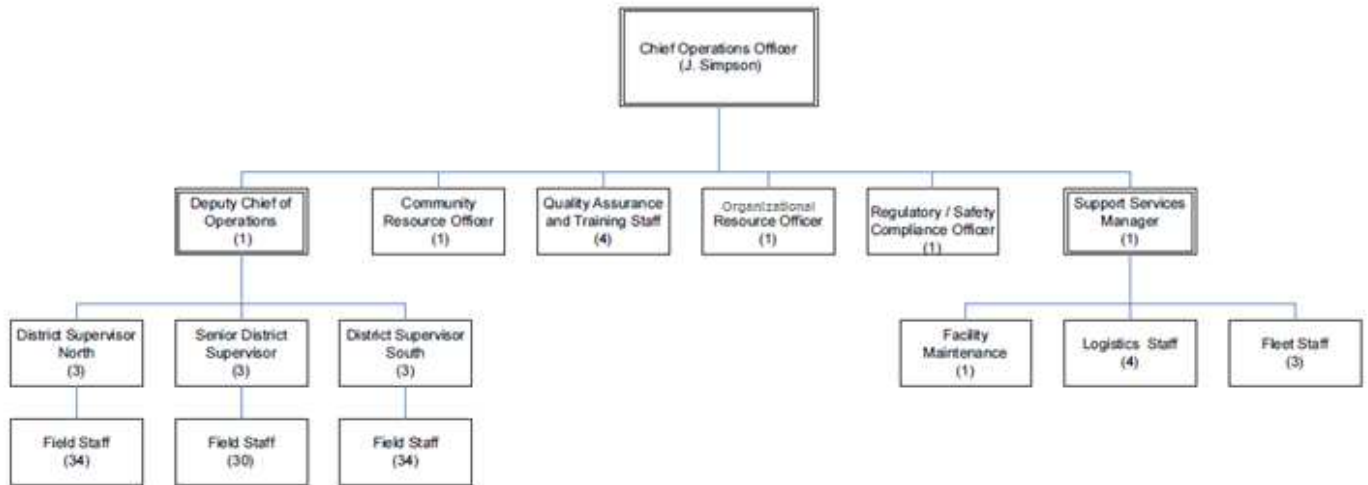 Chief Operations Officer
(J. Simpson)
Deputy Chief of
Operations
(1)
Community
Resource Officer
(1)
Quality Assurance
and Training Staff
(4)
Organizational
Resource Officer
(1)
Regulatory / Safety
Compliance Officer
(1)
Support Services
Manager
(1)
District Supervisor
North
(3)
Senior District
Supervisor
(3)
District Supervisor
South
(3)
Facility
Maintenance
(1)
Logistics Staff
(4)
Fleet Staff
(3)
Field Staff
(34)
Field Staff
(30)
Field Staff
(34)